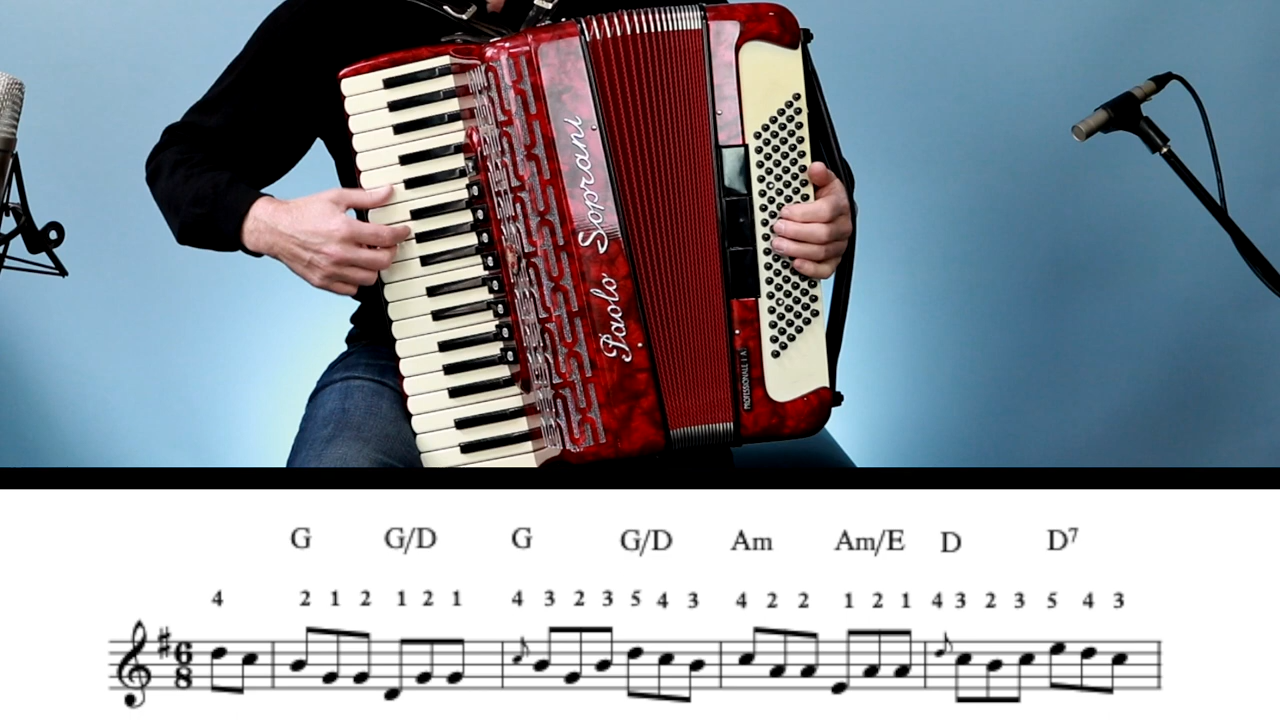 Paolo Soprani
PROFESSIONALE I A
G G/D G G/D Am Am/E D D7
4 2 1 2 1 2 1 4 3 2 3 5 4 3 4 2 2 1 2 1 4 3 2 3 5 4 3
6
8